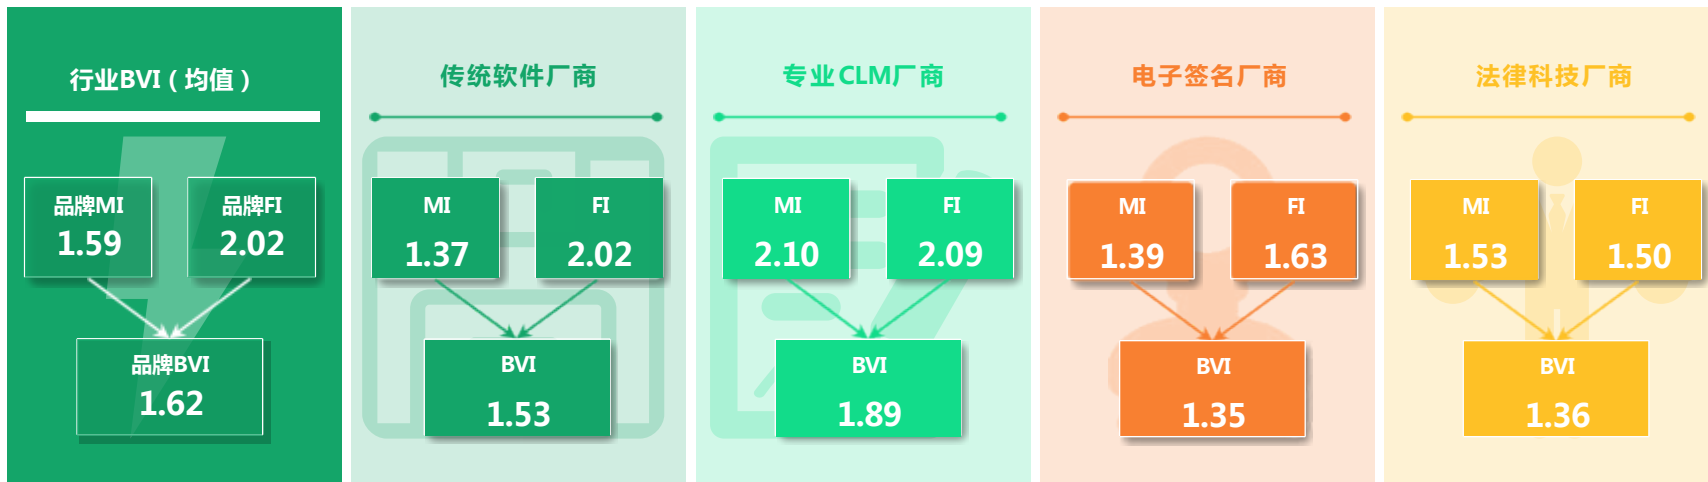 行业BVI（均值）
品牌MI
1.59
品牌FI
2.02
品牌BVI
1.62
传统软件厂商
MI
1.37
FI
2.02
BVI
1.53
专业CLM厂商
MI
2.10
FI
2.09
BVI
1.89
电子签名厂商
MI
1.39
FI
1.63
BVI
1.35
法律科技厂商
MI
1.53
FI
1.50
BVI
1.36